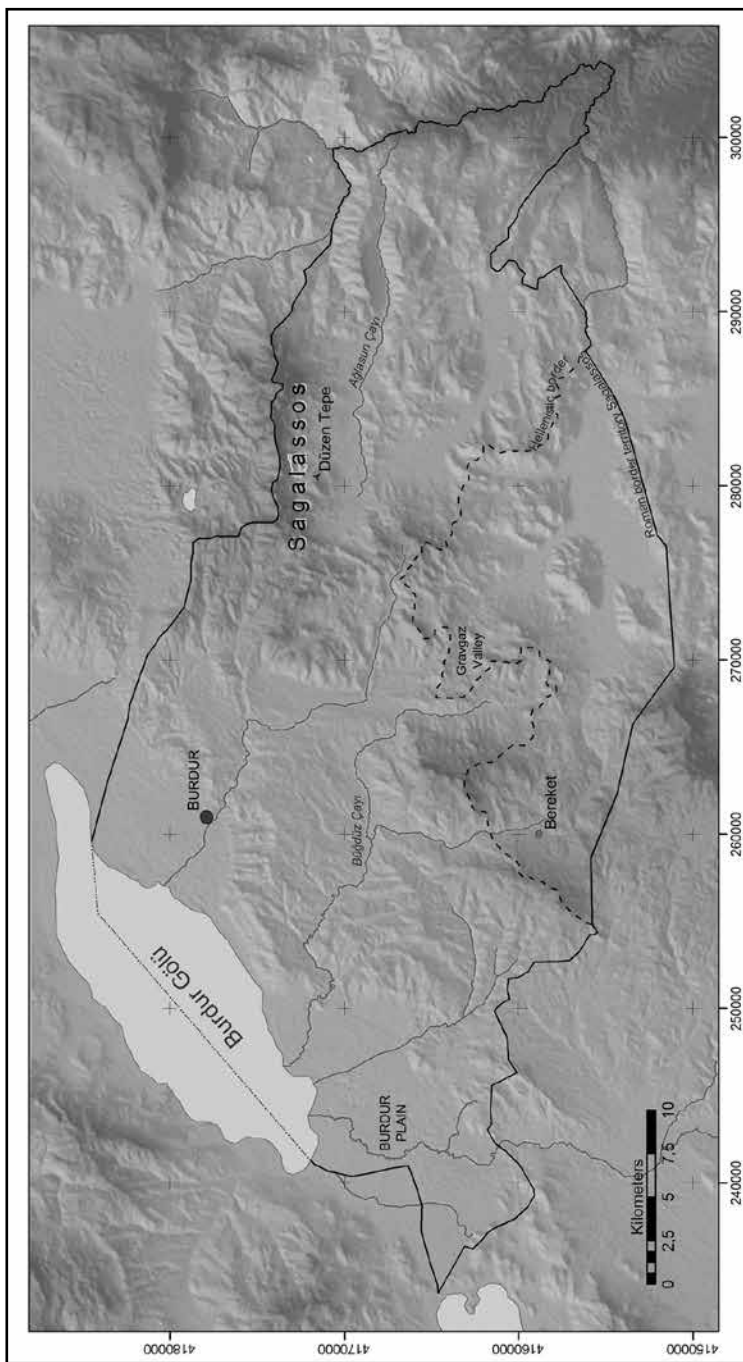 Burdur Gölü
BURDUR
Sagalassos
Düzen Tepe
Ağlasun Çayı
Büğdüz Çayı
BURDUR
PLAIN
Gravgaz
Valley
Bereket
Hellenistic border
Roman border territory Sagalassos
Kilometers
0 2,5 5 7,5 10
4180000
4170000
4160000
4150000
240000
250000
260000
270000
280000
290000
300000